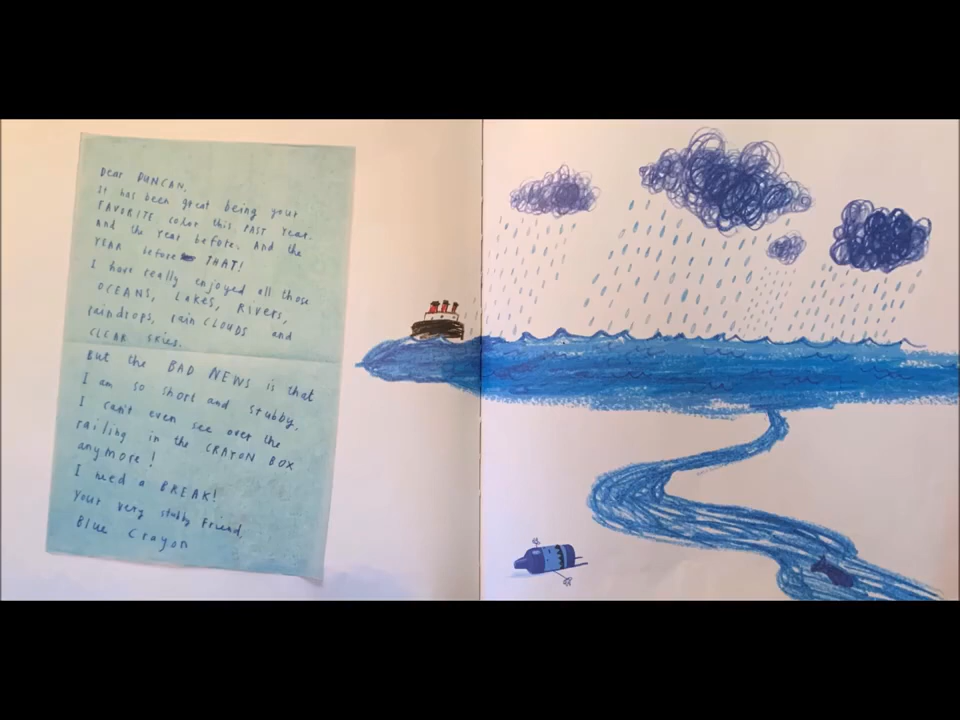 Dear DUNCAN,
It has been great being your
FAVORITE color this PAST year.
And the year before. And the
YEAR before THAT!
I have really enjoyed all those
OCEANS, LAKES, RIVERS,
raindrops, rain CLOUDS and
CLEAR skies.
But the BAD NEWS is that
I am so short and stubby,
I can't even see over the
railing in the CRAYON BOX
anymore!
I need a BREAK!
Your very stubby friend,
Blue Crayon